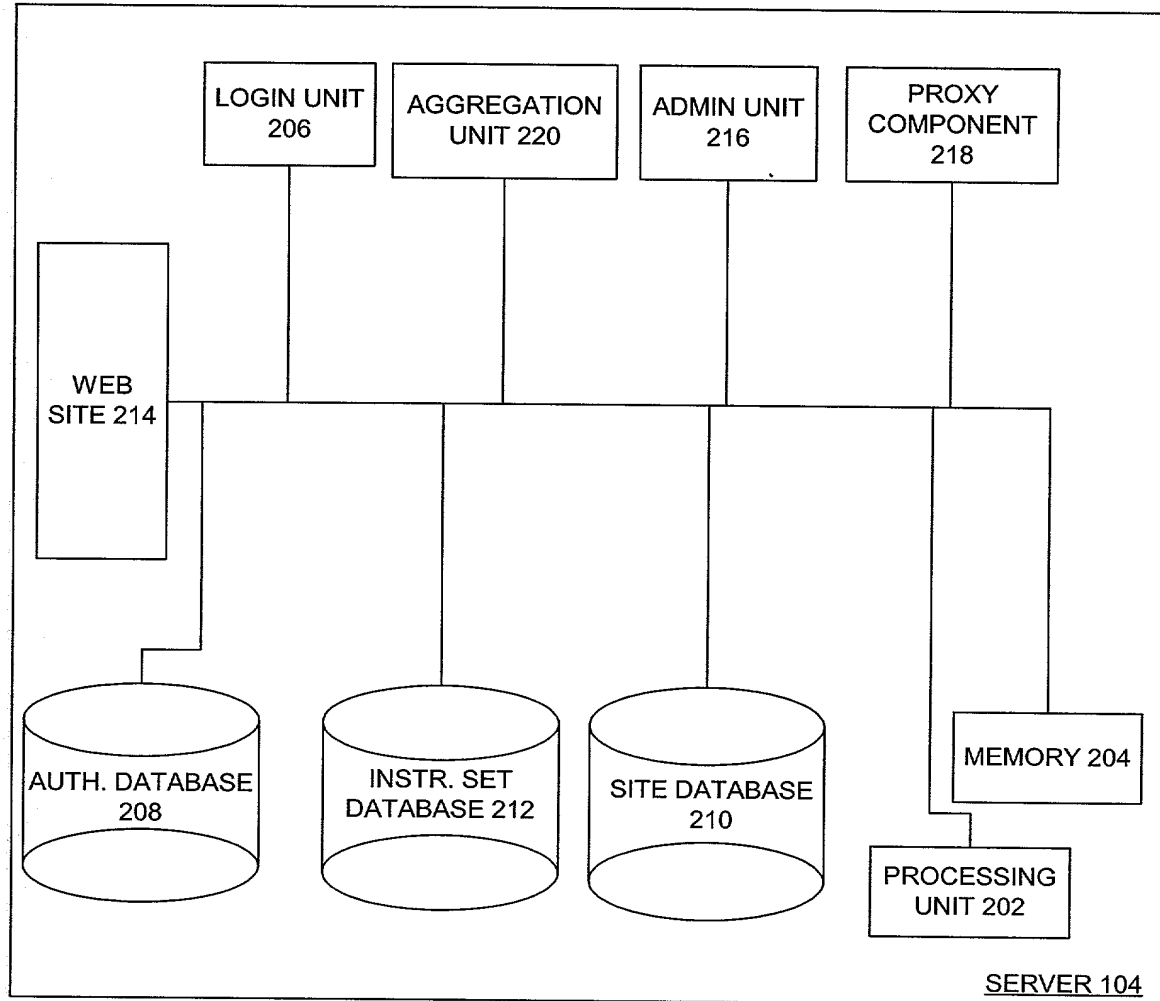 LOGIN UNIT
206
AGGREGATION
UNIT 220
ADMIN UNIT
216
PROXY
COMPONENT
218
WEB
SITE 214
AUTH. DATABASE
208
INSTR. SET
DATABASE 212
SITE DATABASE
210
MEMORY 204
PROCESSING
UNIT 202
SERVER 104